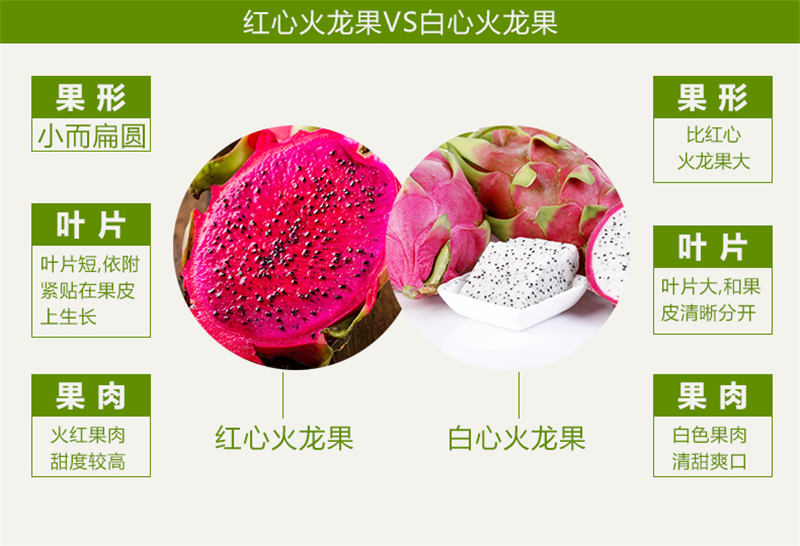 红心火龙果VS白心火龙果
果形
小而扁圆
叶片
叶片短,依附
紧贴在果皮
上生长
果肉
火红果肉
甜度较高
红心火龙果
白心火龙果
果形
比红心
火龙果大
叶片
叶片大,和果
皮清晰分开
果肉
白色果肉
清甜爽口